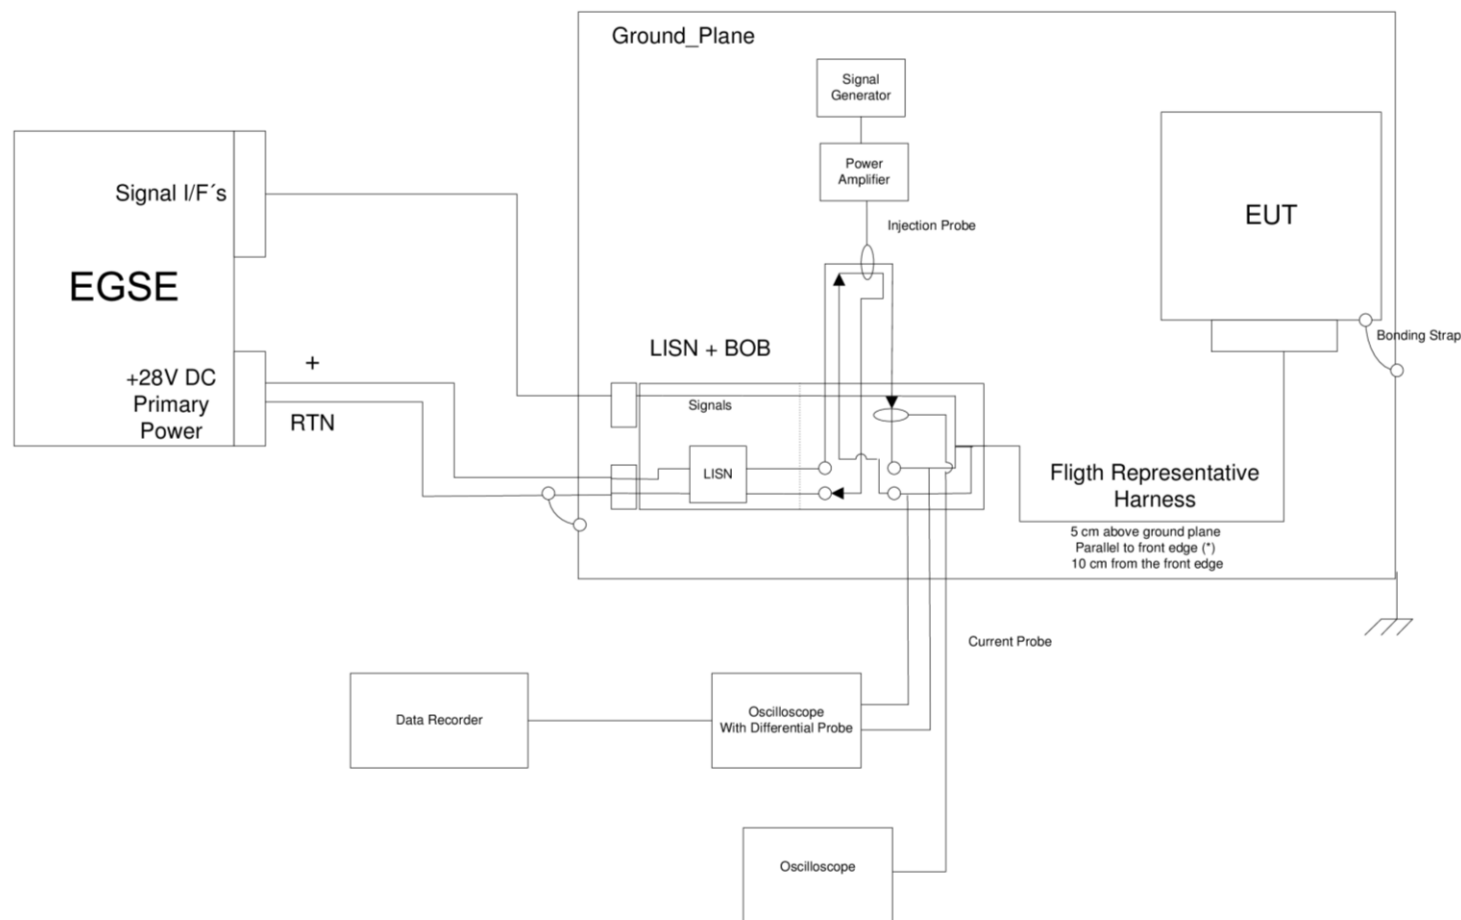 Ground_Plane
Signal
Generator
Power
Amplifier
Injection Probe
Signal I/F´s
EGSE
+28V DC
Primary
Power
+
RTN
LISN + BOB
Signals
LISN
EUT
Bonding Strap
Fligth Representative
Harness
5 cm above ground plane
Parallel to front edge (*)
10 cm from the front edge
Current Probe
Data Recorder
Oscilloscope
With Differential Probe
Oscilloscope